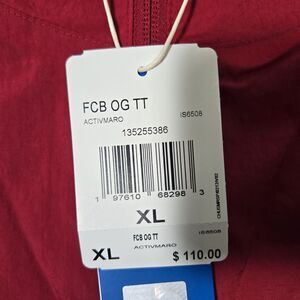 FCB OG TT
ACTIVMARO IS6508
135255386
1 97610 68298 3
XL
FCB OG TT IS6508
ACTIVMARO
XL $ 110.00